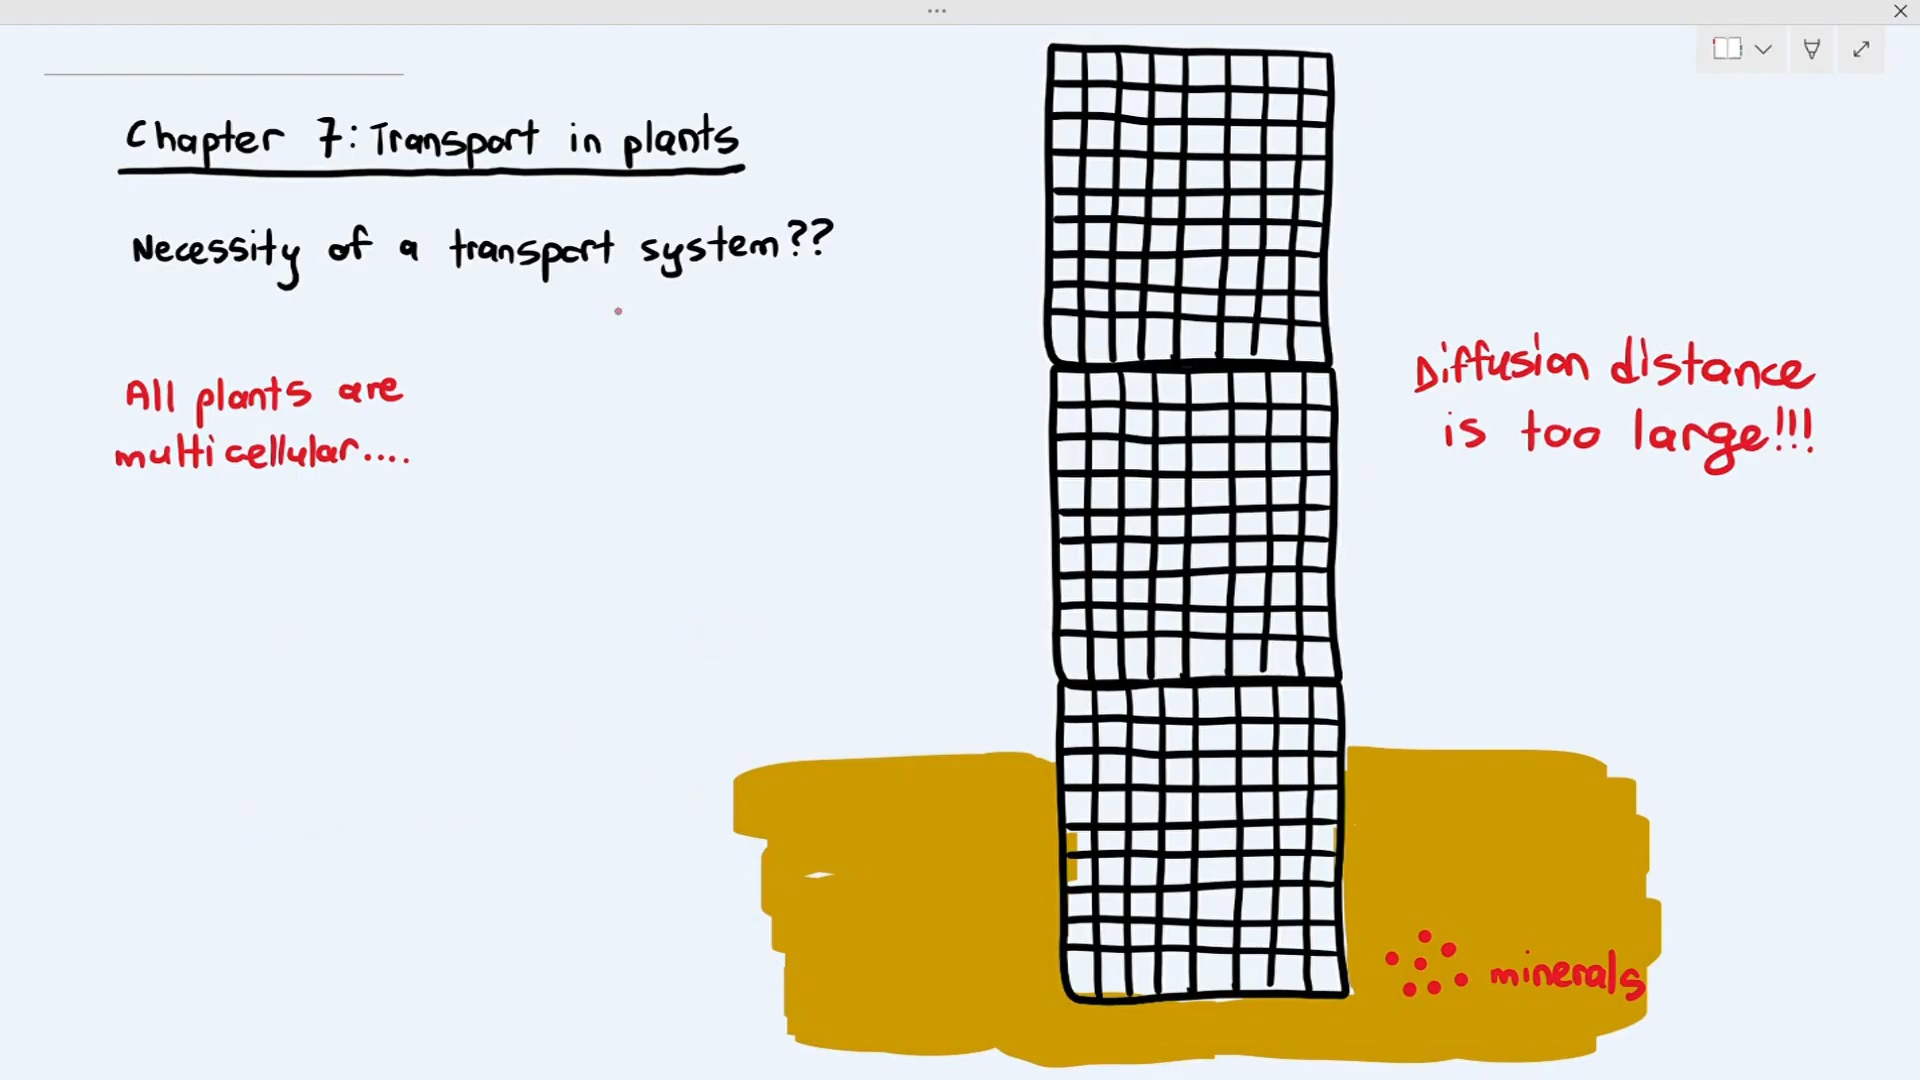 Chapter 7: Transport in plants
Necessity of a transport system??
All plants are
multicellular....
Diffusion distance
is too large!!!
minerals